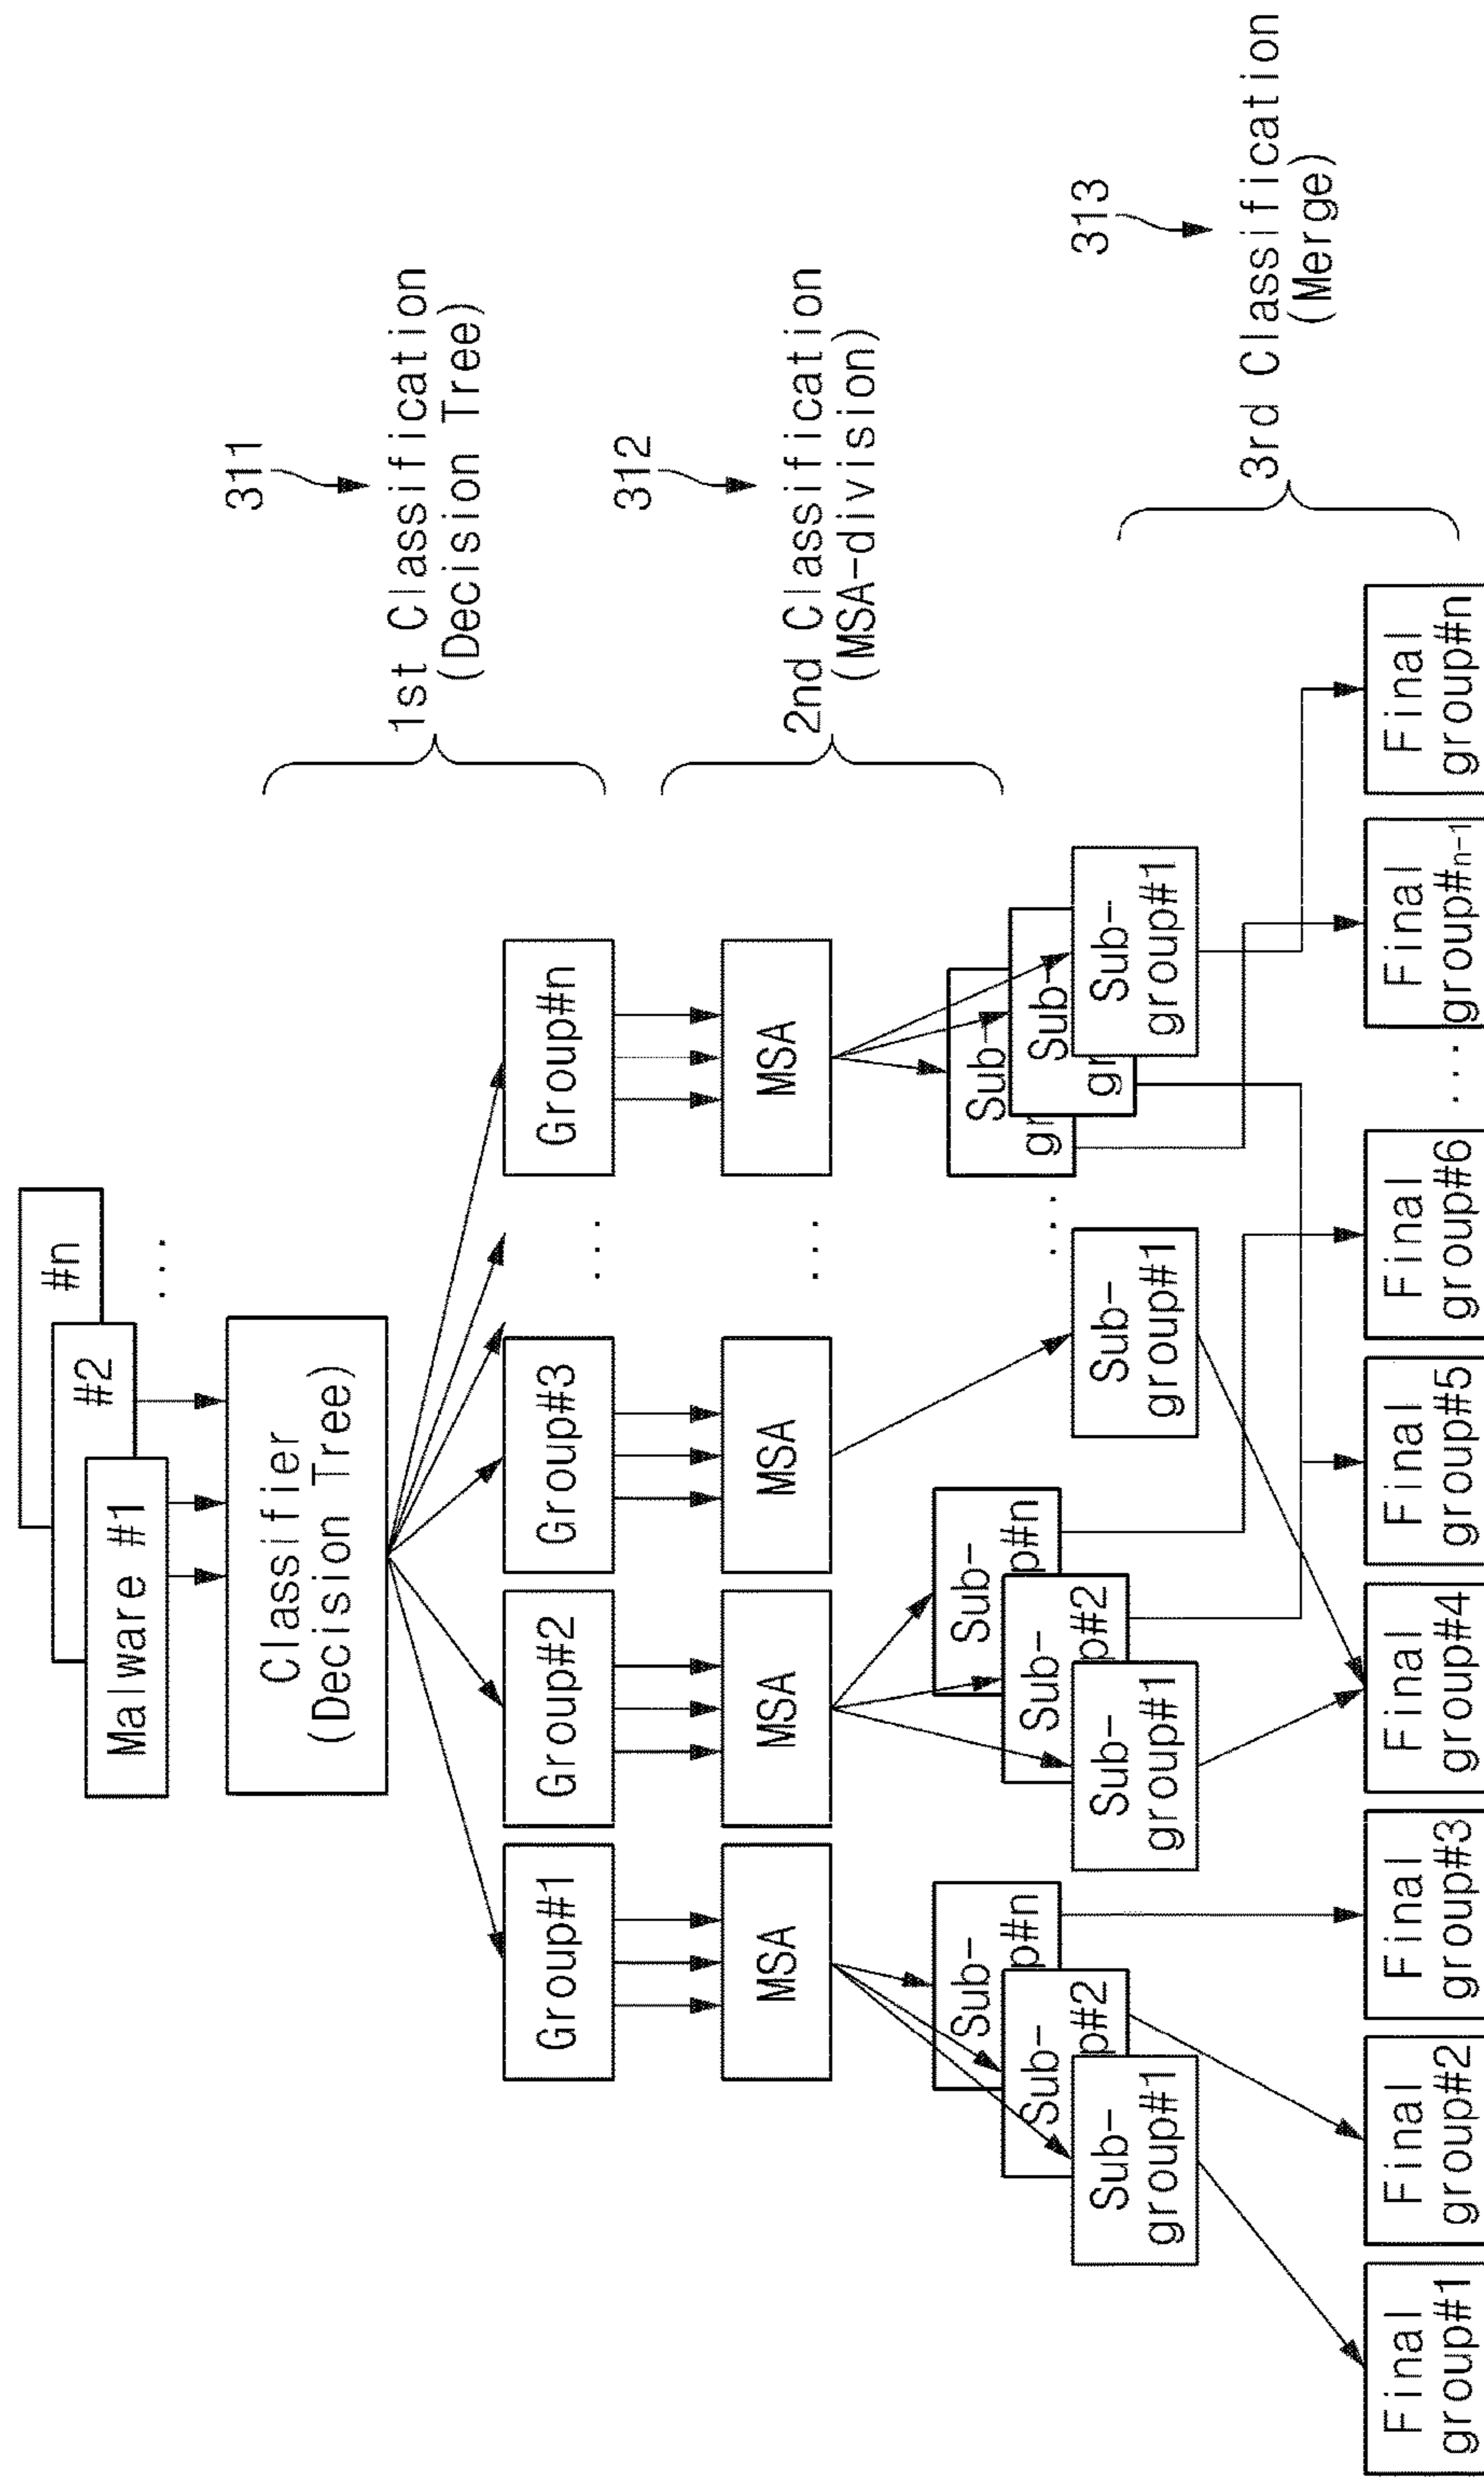 #n
#2
Malware #1
...
Classifier
(Decision Tree)
311
1st Classification
(Decision Tree)
Group#1
Group#2
Group#3
...
Group#n
MSA
MSA
MSA
...
MSA
312
2nd Classification
(MSA-division)
Sub-
p#n
Sub-
p#2
Sub-
group#1
Sub-
p#n
Sub-
p#2
Sub-
group#1
Sub-
group#1
...
Sub-
gr
Sub-
gr
Sub-
group#1
313
3rd Classification
(Merge)
Final
group#1
Final
group#2
Final
group#3
Final
group#4
Final
group#5
Final
group#6
...
Final
group#n-1
Final
group#n